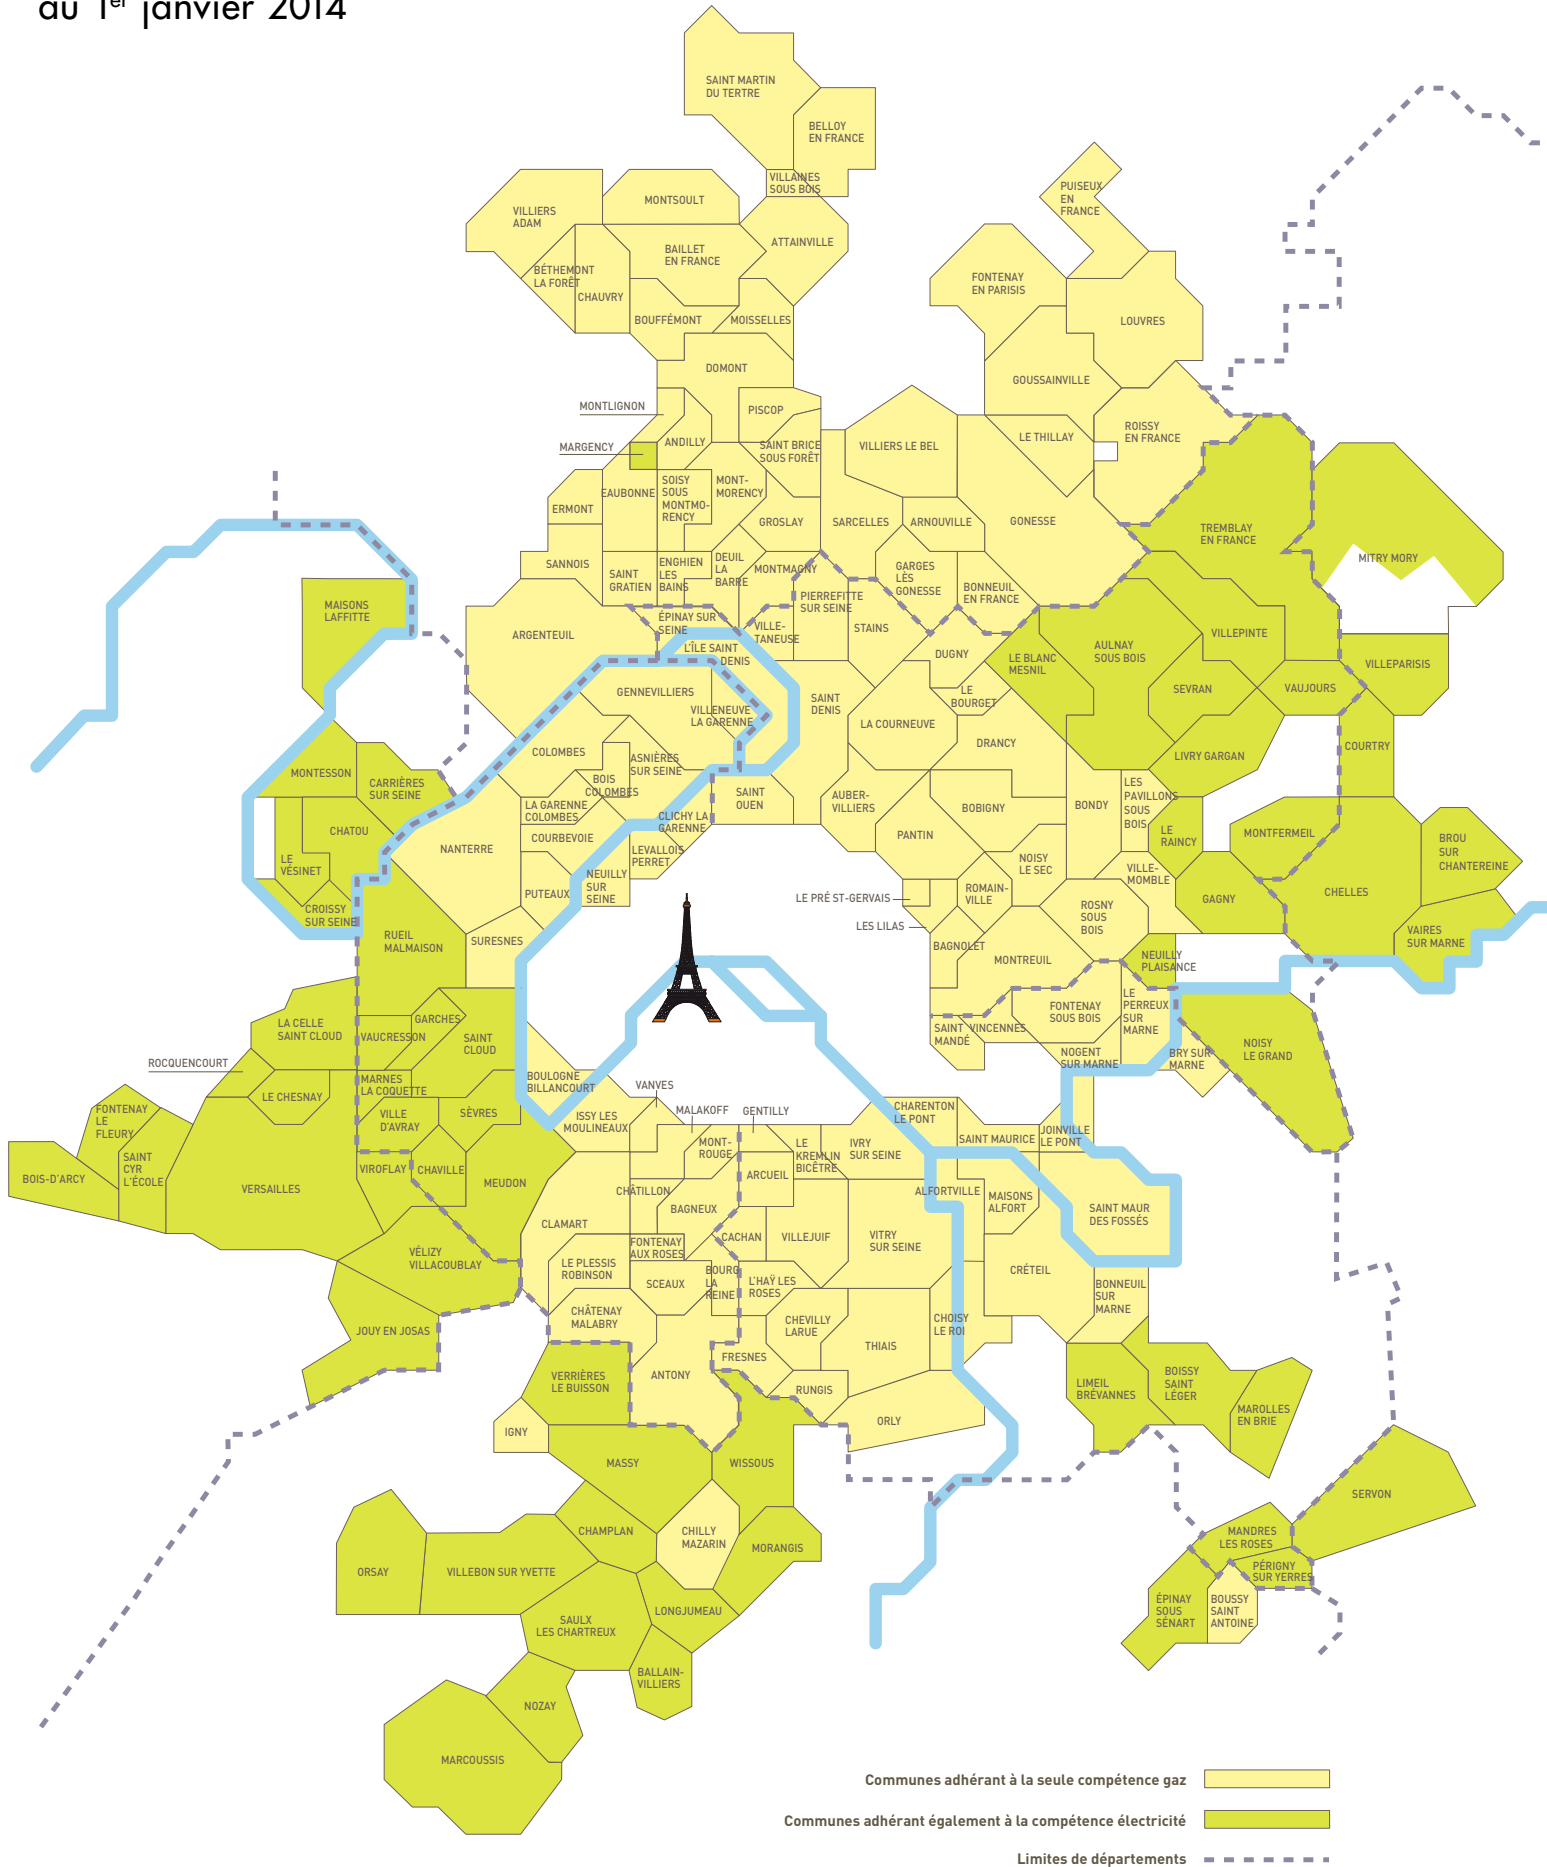 au 1er janvier 2014
SAINT MARTIN
DU TERTRE
BELLOY
EN FRANCE
VILLAINES
SOUS BOIS
MONTSOULT
VILLIERS
ADAM
PUISEUX
EN
FRANCE
ATTAINVILLE
BAILLET
EN FRANCE
BÉTHEMONT
LA FORÊT
CHAUVRY
FONTENAY
EN PARISIS
BOUFFÉMONT
MOISSELLES
LOUVRES
DOMONT
GOUSSAINVILLE
MONTLIGNON
PISCOP
MARGENCY
ANDILLY
SAINT BRICE
SOUS FORÊT
VILLIERS LE BEL
LE THILLAY
ROISSY
EN FRANCE
EAUBONNE
SOISY
SOUS
MONTMO-
RENCY
MONT-
MORENCY
ERMONT
GROSLAY
SARCELLES
ARNOUVILLE
GONESSE
TREMBLAY
EN FRANCE
MITRY MORY
SANNOIS
SAINT
GRATIEN
ENGHIEN
LES
BAINS
DEUIL
LA
BARRE
MONTMAGNY
GARGES
LÈS
GONESSE
BONNEUIL
EN FRANCE
PIERREFITTE
SUR SEINE
MAISONS
LAFFITTE
ARGENTEUIL
ÉPINAY SUR
SEINE
VILLE-
TANEUSE
STAINS
L'ÎLE SAINT
DENIS
DUGNY
LE BLANC
MESNIL
AULNAY
SOUS BOIS
VILLEPINTE
VILLEPARISIS
GENNEVILLIERS
VILLENEUVE
LA GARENNE
SAINT
DENIS
LE
BOURGET
SEVRAN
VAUJOURS
LA COURNEUVE
DRANCY
COLOMBES
ASNIÈRES
SUR SEINE
LIVRY GARGAN
COURTRY
MONTESSON
CARRIÈRES
SUR SEINE
BOIS
COLOMBES
SAINT
OUEN
AUBER-
VILLIERS
BOBIGNY
BONDY
LES
PAVILLONS
SOUS
BOIS
LA GARENNE
COLOMBES
CLICHY LA
GARENNE
CHATOU
COURBEVOIE
PANTIN
LE
RAINCY
MONTFERMEIL
BROU
SUR
CHANTEREINE
NANTERRE
LEVALLOIS
PERRET
LE
VÉSINET
NOISY
LE SEC
VILLE-
MOMBLE
PUTEAUX
NEUILLY
SUR
SEINE
LE PRÉ ST-GERVAIS
ROMAIN-
VILLE
GAGNY
CHELLES
CROISSY
SUR SEINE
ROSNY
SOUS
BOIS
LES LILAS
RUEIL
MALMAISON
SURESNES
BAGNOLET
MONTREUIL
NEUILLY
PLAISANCE
VAIRES
SUR MARNE
LA CELLE
SAINT CLOUD
GARCHES
VAUCRESSON
SAINT
CLOUD
SAINT
MANDÉ
VINCENNES
FONTENAY
SOUS BOIS
LE
PERREUX
SUR
MARNE
NOISY
LE GRAND
NOGENT
SUR MARNE
BRY SUR
MARNE
ROCQUENCOURT
LE CHESNAY
MARNES
LA COQUETTE
BOULOGNE
BILLANCOURT
VANVES
FONTENAY
LE
FLEURY
VILLE
D'AVRAY
SÈVRES
ISSY LES
MOULINEAUX
MALAKOFF
GENTILLY
CHARENTON
LE PONT
MONT-
ROUGE
LE
KREMLIN
BICÊTRE
IVRY
SUR SEINE
SAINT MAURICE
JOINVILLE
LE PONT
SAINT
CYR
L'ÉCOLE
BOIS-D'ARCY
VERSAILLES
VIROFLAY
CHAVILLE
MEUDON
CHÂTILLON
ARCUEIL
ALFORTVILLE
MAISONS
ALFORT
SAINT MAUR
DES FOSSÉS
CLAMART
BAGNEUX
CACHAN
VILLEJUIF
VITRY
SUR SEINE
VÉLIZY
VILLACOUBLAY
LE PLESSIS
ROBINSON
FONTENAY
AUX ROSES
SCEAUX
BOURG
LA
REINE
L'HAŸ LES
ROSES
CRÉTEIL
BONNEUIL
SUR
MARNE
JOUY EN JOSAS
CHÂTENAY
MALABRY
CHEVILLY
LARUE
THIAIS
CHOISY
LE ROI
VERRIÈRES
LE BUISSON
ANTONY
FRESNES
RUNGIS
LIMEIL
BRÉVANNES
BOISSY
SAINT
LÉGER
MAROLLES
EN BRIE
IGNY
ORLY
MASSY
WISSOUS
SERVON
CHAMPLAN
CHILLY
MAZARIN
MORANGIS
MANDRES
LES ROSES
ORSAY
VILLEBON SUR YVETTE
PÉRIGNY
SUR YERRES
SAULX
LES CHARTREUX
LONGJUMEAU
ÉPINAY
SOUS
SÉNART
BOUSSY
SAINT
ANTOINE
BALLAIN-
VILLIERS
NOZAY
MARCOUSSIS
Communes adhérant à la seule compétence gaz
Communes adhérant également à la compétence électricité
Limites de départements